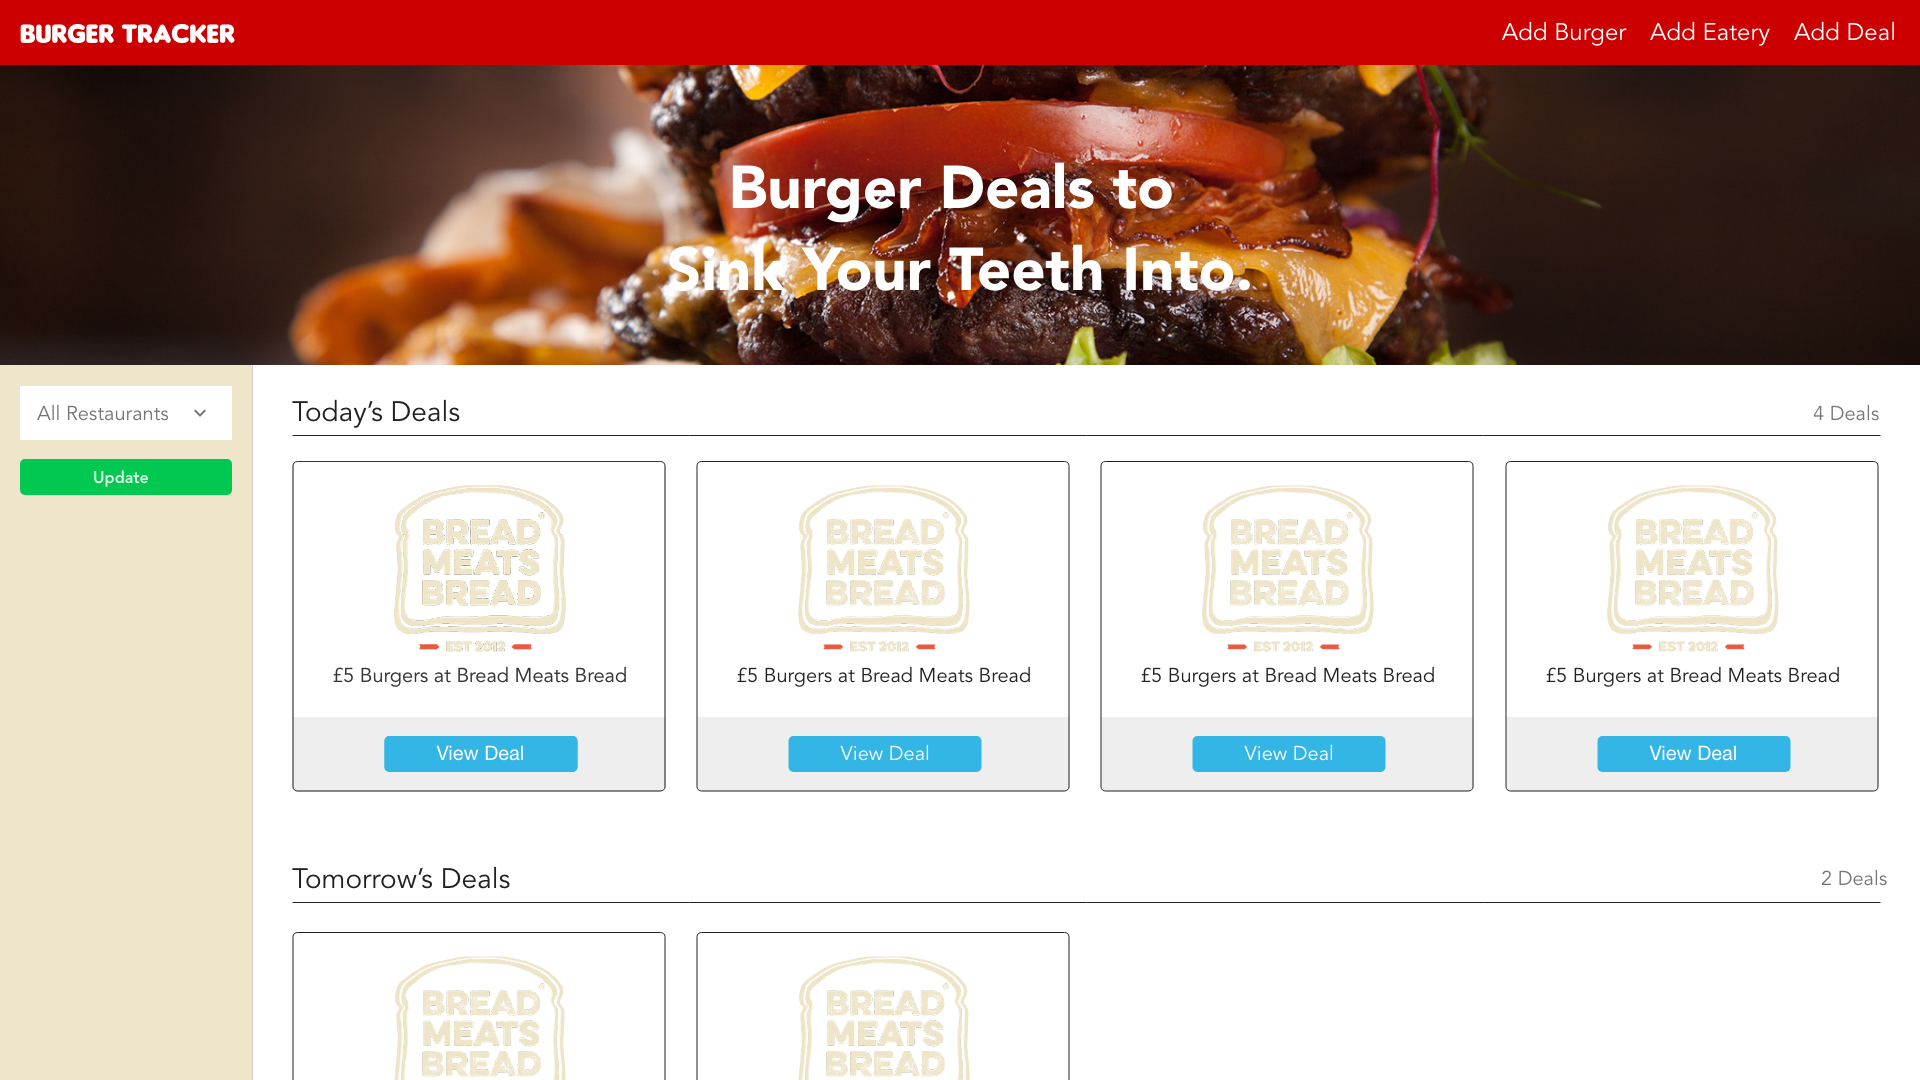 BURGER TRACKER
Add Burger Add Eatery Add Deal
Burger Deals to
Sink Your Teeth Into.
All Restaurants
Update
Today’s Deals
4 Deals
BREAD
MEATS
BREAD
EST 2012
£5 Burgers at Bread Meats Bread
View Deal
BREAD
MEATS
BREAD
EST 2012
£5 Burgers at Bread Meats Bread
View Deal
BREAD
MEATS
BREAD
EST 2012
£5 Burgers at Bread Meats Bread
View Deal
BREAD
MEATS
BREAD
EST 2012
£5 Burgers at Bread Meats Bread
View Deal
Tomorrow’s Deals
2 Deals
BREAD
MEATS
BREAD
BREAD
MEATS
BREAD